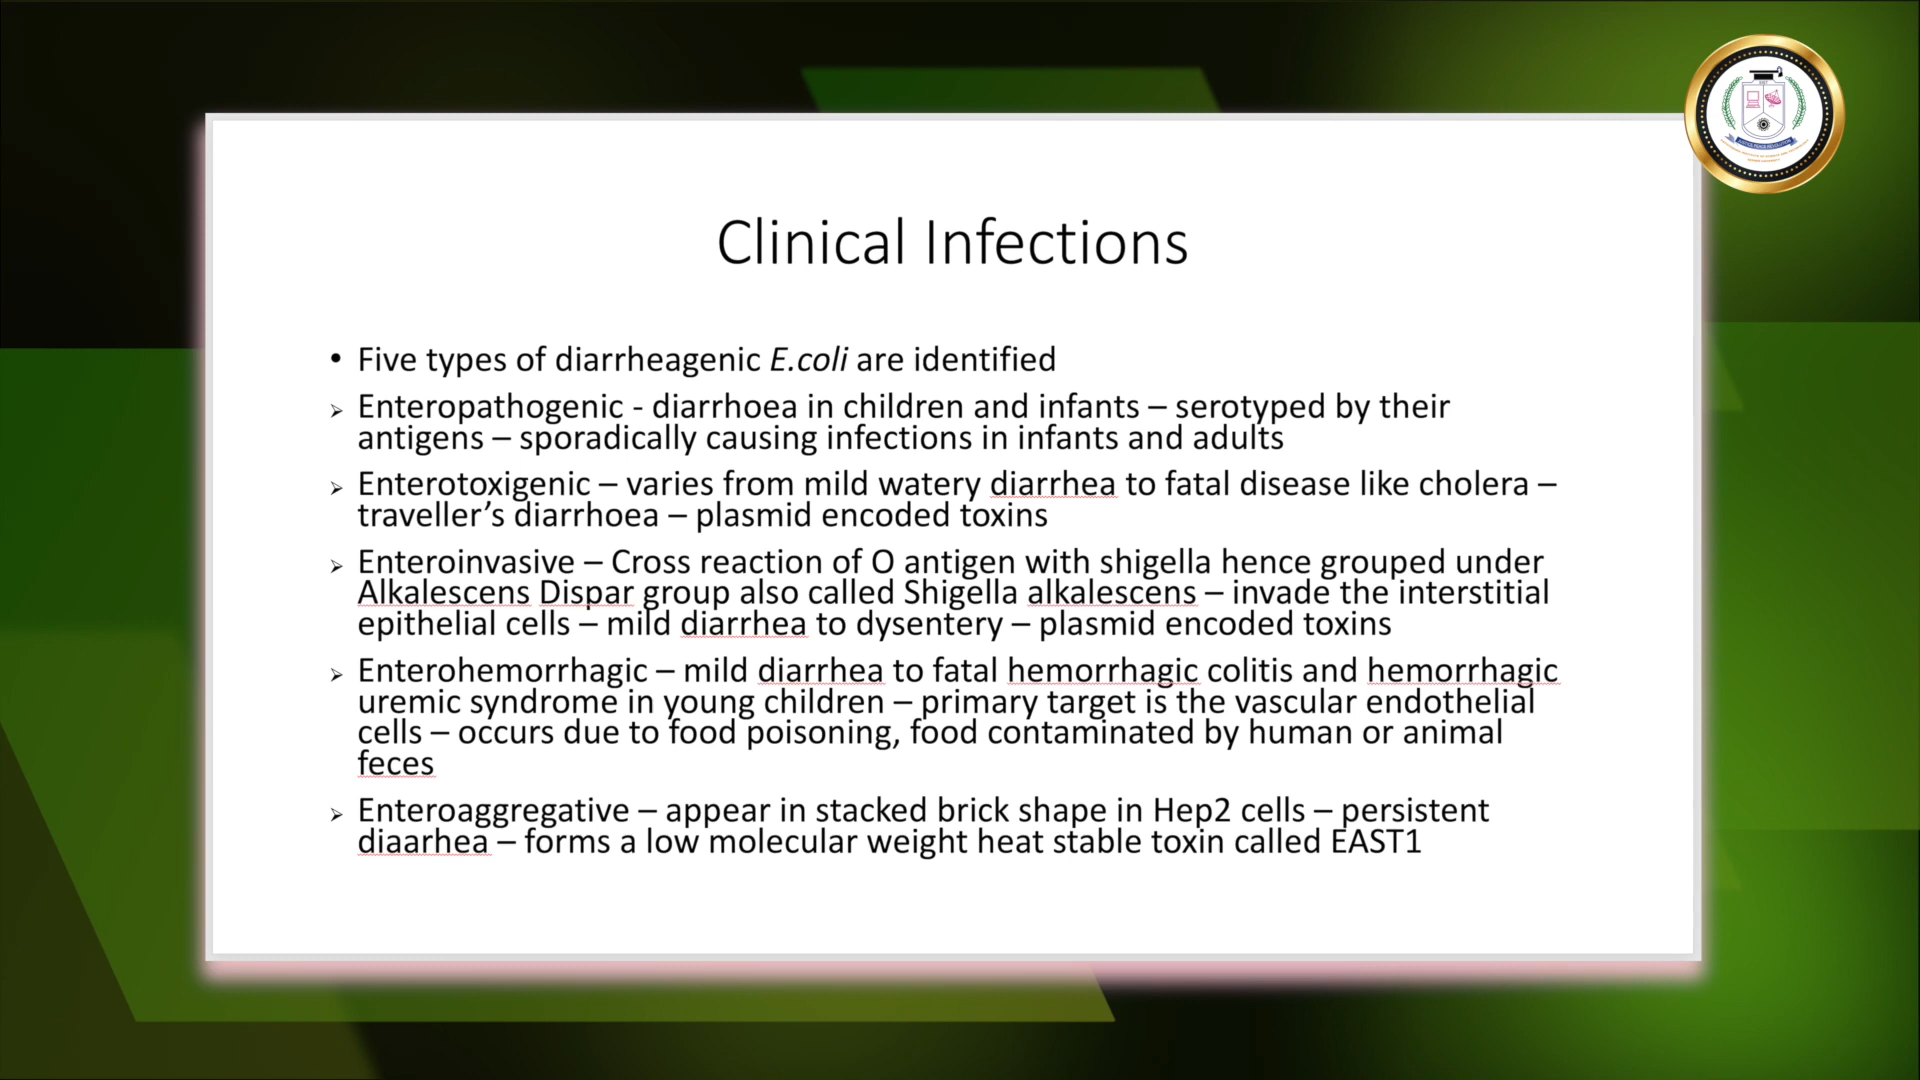 Clinical Infections
• Five types of diarrheagenic E.coli are identified
➢ Enteropathogenic - diarrhoea in children and infants – serotyped by their
antigens – sporadically causing infections in infants and adults
➢ Enterotoxigenic – varies from mild watery diarrhea to fatal disease like cholera –
traveller’s diarrhoea – plasmid encoded toxins
➢ Enteroinvasive – Cross reaction of O antigen with shigella hence grouped under
Alkalescens Dispar group also called Shigella alkalescens – invade the interstitial
epithelial cells – mild diarrhea to dysentery – plasmid encoded toxins
➢ Enterohemorrhagic – mild diarrhea to fatal hemorrhagic colitis and hemorrhagic
uremic syndrome in young children – primary target is the vascular endothelial
cells – occurs due to food poisoning, food contaminated by human or animal
feces
➢ Enteroaggregative – appear in stacked brick shape in Hep2 cells – persistent
diaarhea – forms a low molecular weight heat stable toxin called EAST1